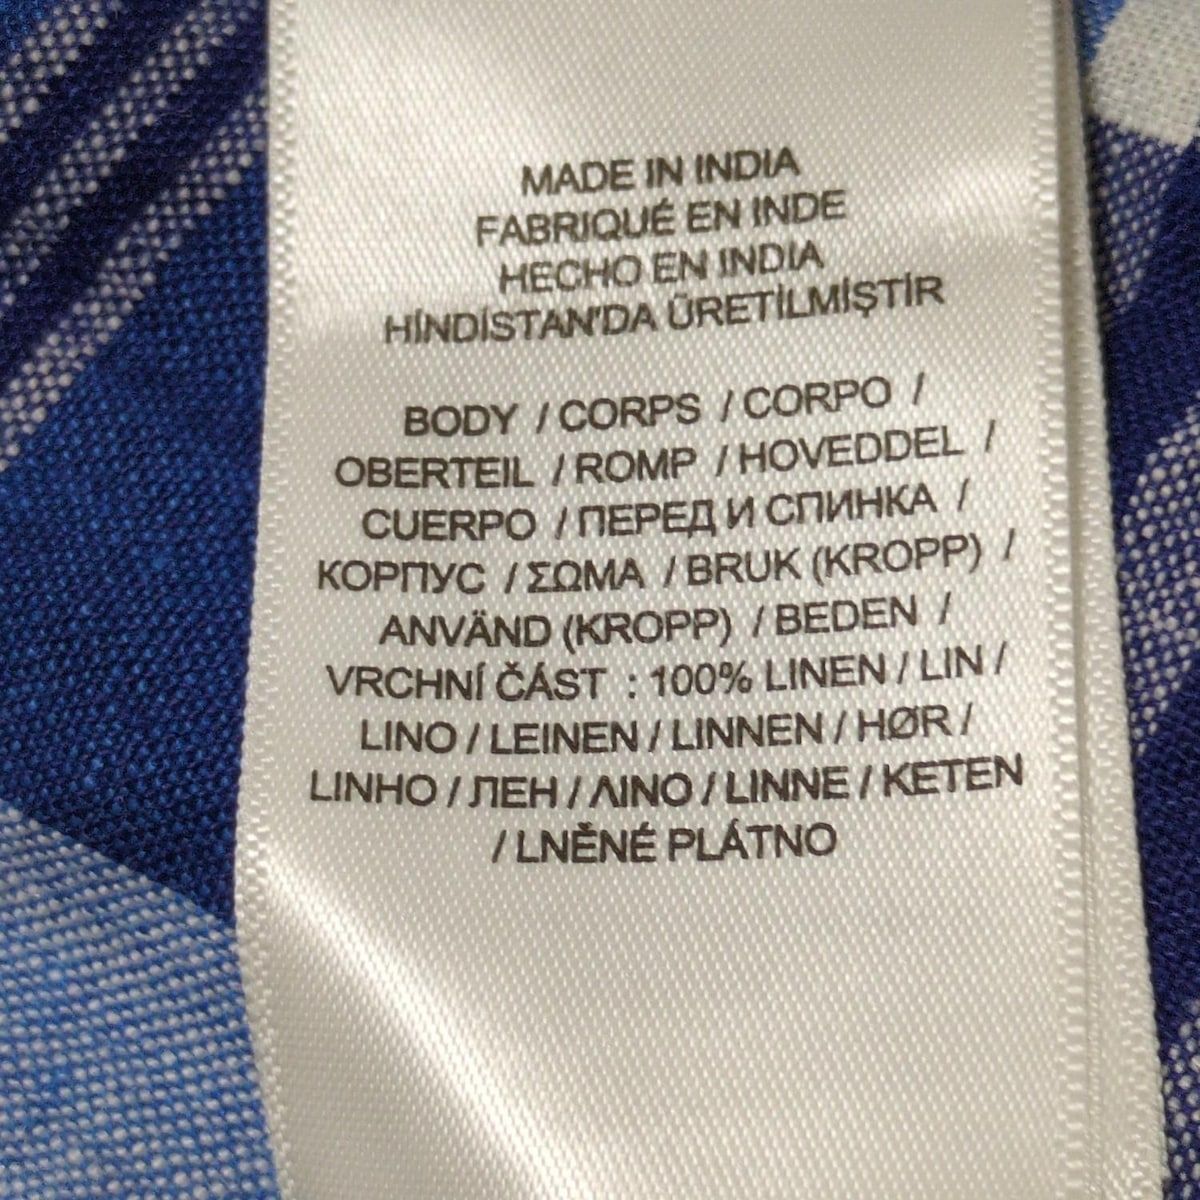 MADE IN INDIA
FABRIQUÉ EN INDE
HECHO EN INDIA
HİNDİSTAN'DA ÜRETİLMİŞTİR
BODY / CORPS / CORPO /
OBERTEIL / ROMP / HOVEDDEL /
CUERPO / ПЕРЕД И СПИНКА /
КОРПУС / ΣΩΜΑ / BRUK (KROPP) /
ANVÄND (KROPP) / BEDEN /
VRCHNÍ ČÁST : 100% LINEN / LIN /
LINO / LEINEN / LINNEN / HØR /
LINHO / ЛЕН / ΛΙΝΟ / LINNE / KETEN
/ LNĚNÉ PLÁTNO